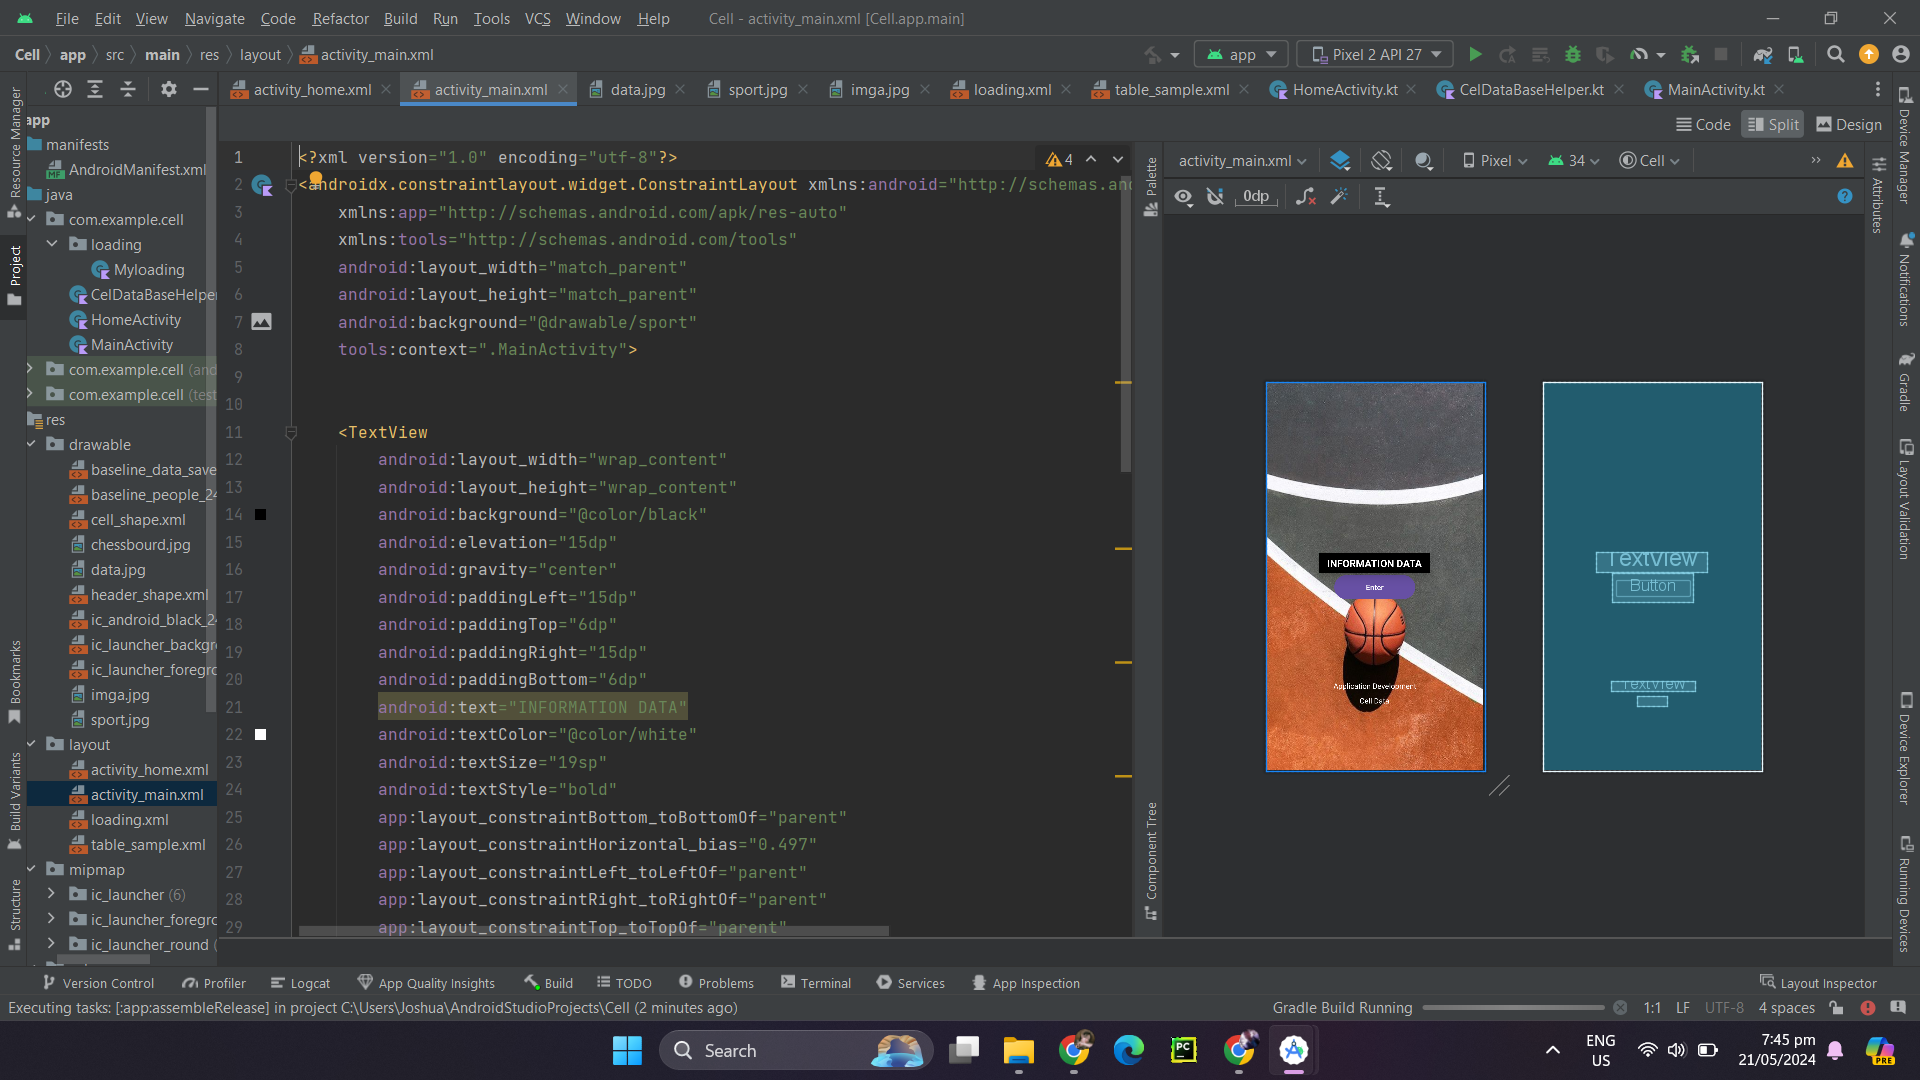 File Edit View Navigate Code Refactor Build Run Tools VCS Window Help Cell - activity_main.xml [Cell.app.main]
Cell app src main res layout activity_main.xml app Pixel 2 API 27
activity_home.xml activity_main.xml data.jpg sport.jpg imga.jpg loading.xml table_sample.xml HomeActivity.kt CelDataBaseHelper.kt MainActivity.kt
Code Split Design
Resource Manager
Project
Bookmarks
Build Variants
Structure
app
manifests
AndroidManifest.xml
java
com.example.cell
loading
Myloading
CelDataBaseHelper
HomeActivity
MainActivity
com.example.cell (and
com.example.cell (test
res
drawable
baseline_data_save
baseline_people_24
cell_shape.xml
chessbourd.jpg
data.jpg
header_shape.xml
ic_android_black_24
ic_launcher_backgr
ic_launcher_foregro
imga.jpg
sport.jpg
layout
activity_home.xml
activity_main.xml
loading.xml
table_sample.xml
mipmap
ic_launcher (6)
ic_launcher_foregro
ic_launcher_round (
1 <?xml version="1.0" encoding="utf-8"?>
4
2 <androidx.constraintlayout.widget.ConstraintLayout xmlns:android="http://schemas.an
3 xmlns:app="http://schemas.android.com/apk/res-auto"
4 xmlns:tools="http://schemas.android.com/tools"
5 android:layout_width="match_parent"
6 android:layout_height="match_parent"
7 android:background="@drawable/sport"
8 tools:context=".MainActivity">
9
10
11 <TextView
12 android:layout_width="wrap_content"
13 android:layout_height="wrap_content"
14 android:background="@color/black"
15 android:elevation="15dp"
16 android:gravity="center"
17 android:paddingLeft="15dp"
18 android:paddingTop="6dp"
19 android:paddingRight="15dp"
20 android:paddingBottom="6dp"
21 android:text="INFORMATION DATA"
22 android:textColor="@color/white"
23 android:textSize="19sp"
24 android:textStyle="bold"
25 app:layout_constraintBottom_toBottomOf="parent"
26 app:layout_constraintHorizontal_bias="0.497"
27 app:layout_constraintLeft_toLeftOf="parent"
28 app:layout_constraintRight_toRightOf="parent"
29 app:layout_constraintTop_toTopOf="parent"
Palette
Component Tree
activity_main.xml Pixel 34 Cell
0dp
INFORMATION DATA
Enter
Application Development
Cell Data
TextView
Button
TextView
Attributes
Device Manager
Notifications
Gradle
Layout Validation
Device Explorer
Running Devices
Version Control Profiler Logcat App Quality Insights Build TODO Problems Terminal Services App Inspection Layout Inspector
Executing tasks: [:app:assembleRelease] in project C:\Users\Joshua\AndroidStudioProjects\Cell (2 minutes ago) Gradle Build Running 1:1 LF UTF-8 4 spaces
Search
PC
ENG
US
7:45 pm
21/05/2024
PRE